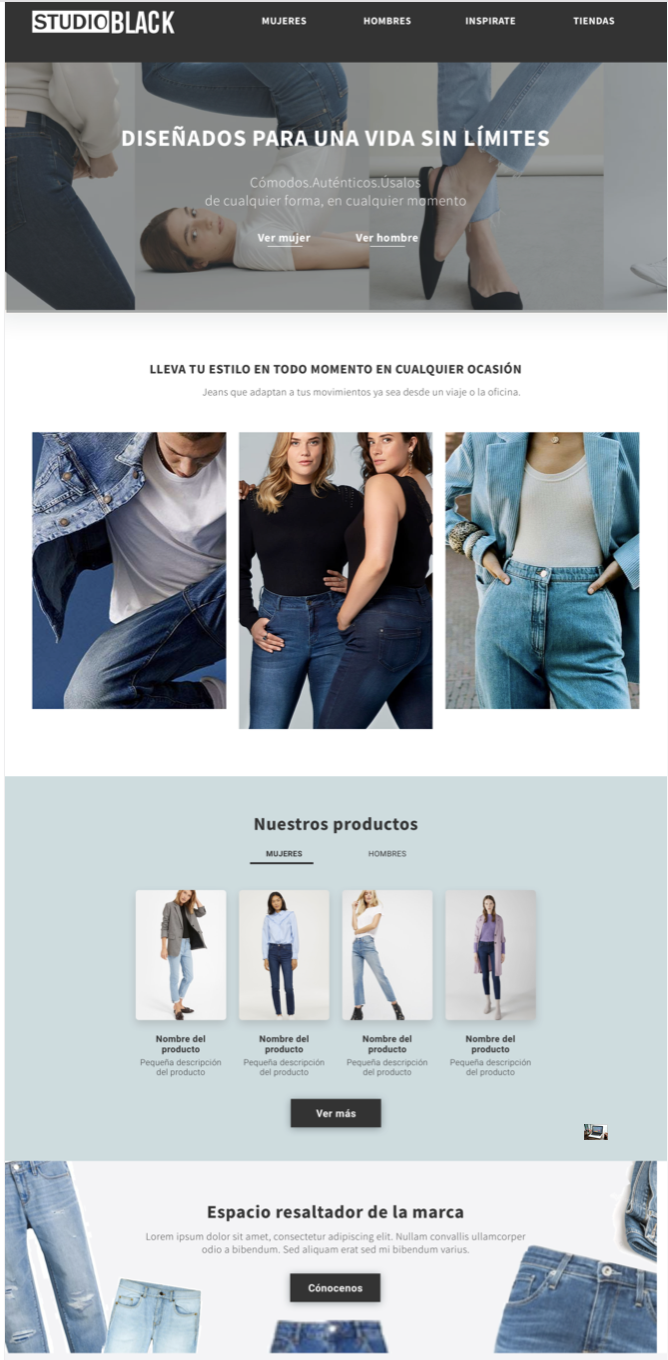 STUDIOBLACK
MUJERES HOMBRES INSPIRATE TIENDAS
DISEÑADOS PARA UNA VIDA SIN LÍMITES
Cómodos.Auténticos.Úsalos
de cualquier forma, en cualquier momento
Ver mujer Ver hombre
LLEVA TU ESTILO EN TODO MOMENTO EN CUALQUIER OCASIÓN
Jeans que adaptan a tus movimientos ya sea desde un viaje o la oficina.
Nuestros productos
MUJERES HOMBRES
Nombre del
producto
Pequeña descripción
del producto
Nombre del
producto
Pequeña descripción
del producto
Nombre del
producto
Pequeña descripción
del producto
Nombre del
producto
Pequeña descripción
del producto
Ver más
Espacio resaltador de la marca
Lorem ipsum dolor sit amet, consectetur adipiscing elit. Nullam convallis ullamcorper
odio a bibendum. Sed aliquam erat sed mi bibendum varius.
Cónocenos